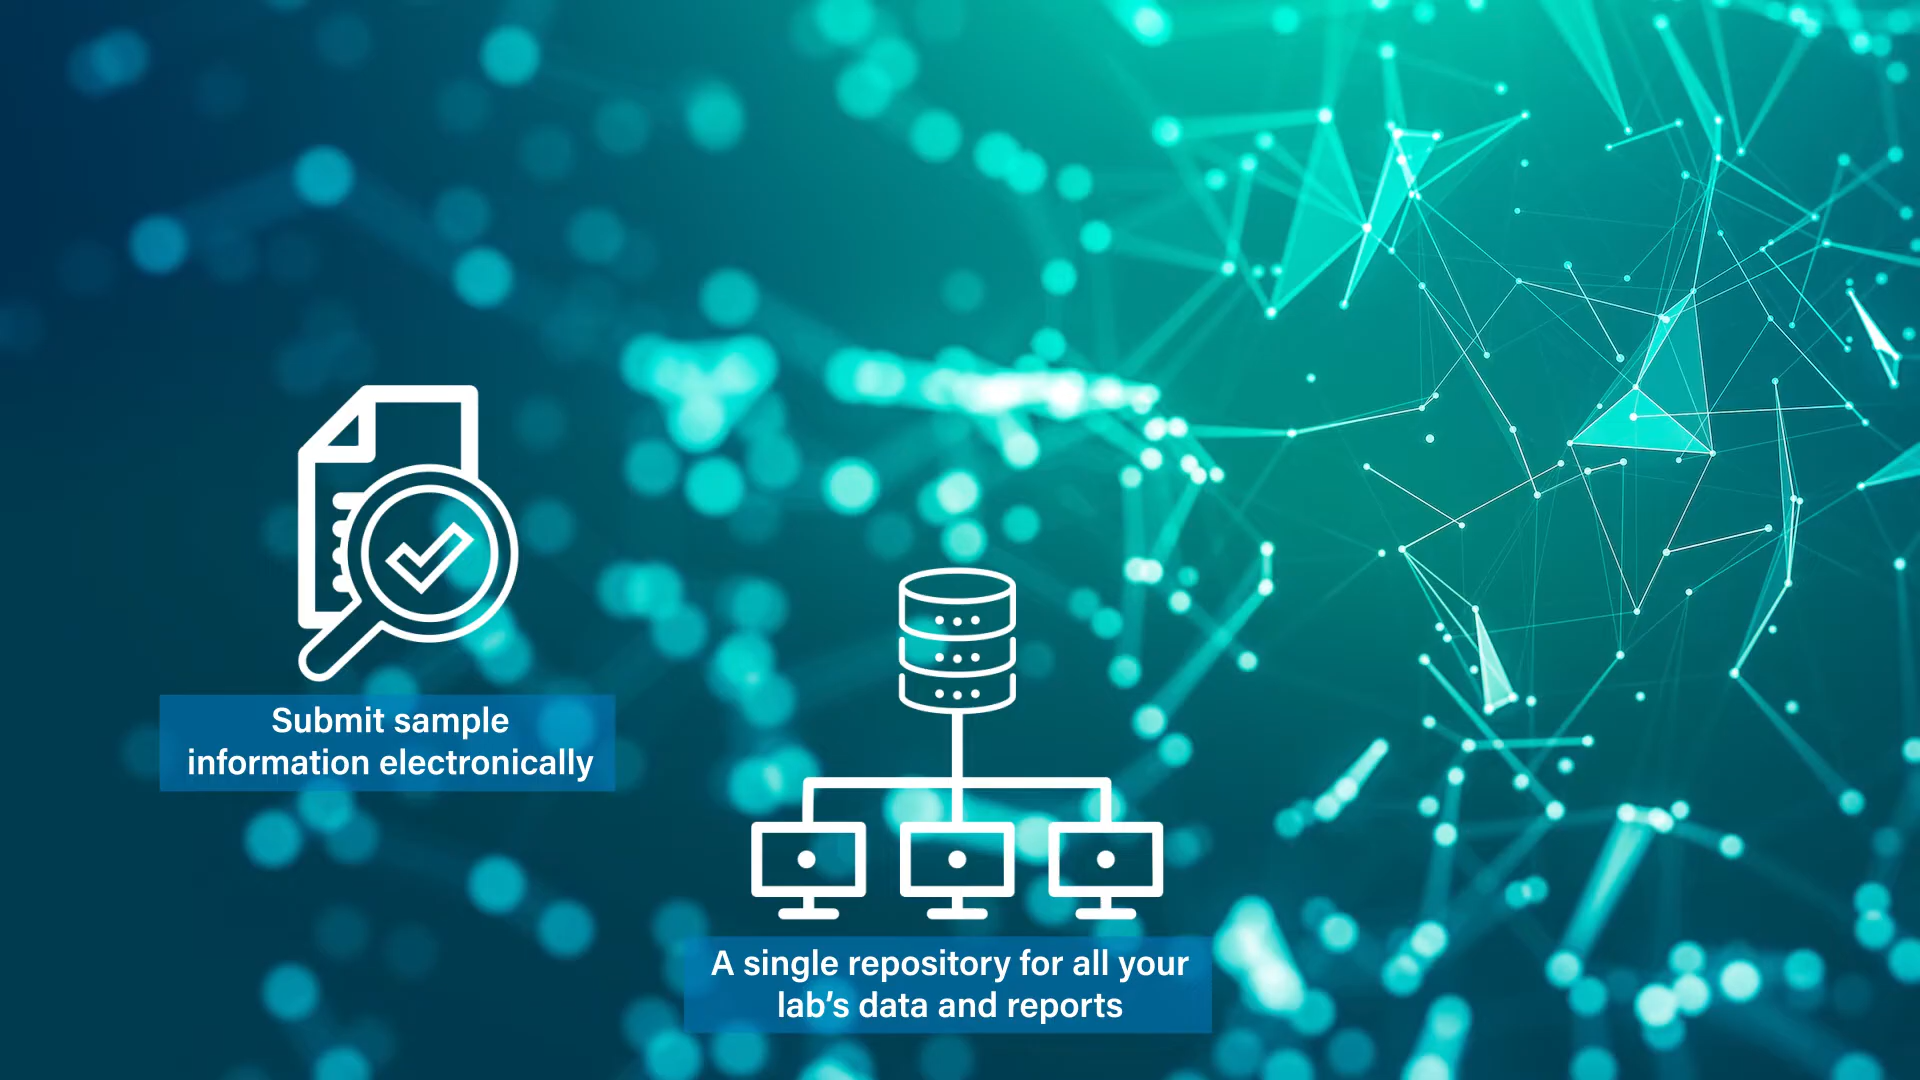 Submit sample
information electronically
A single repository for all your
lab’s data and reports